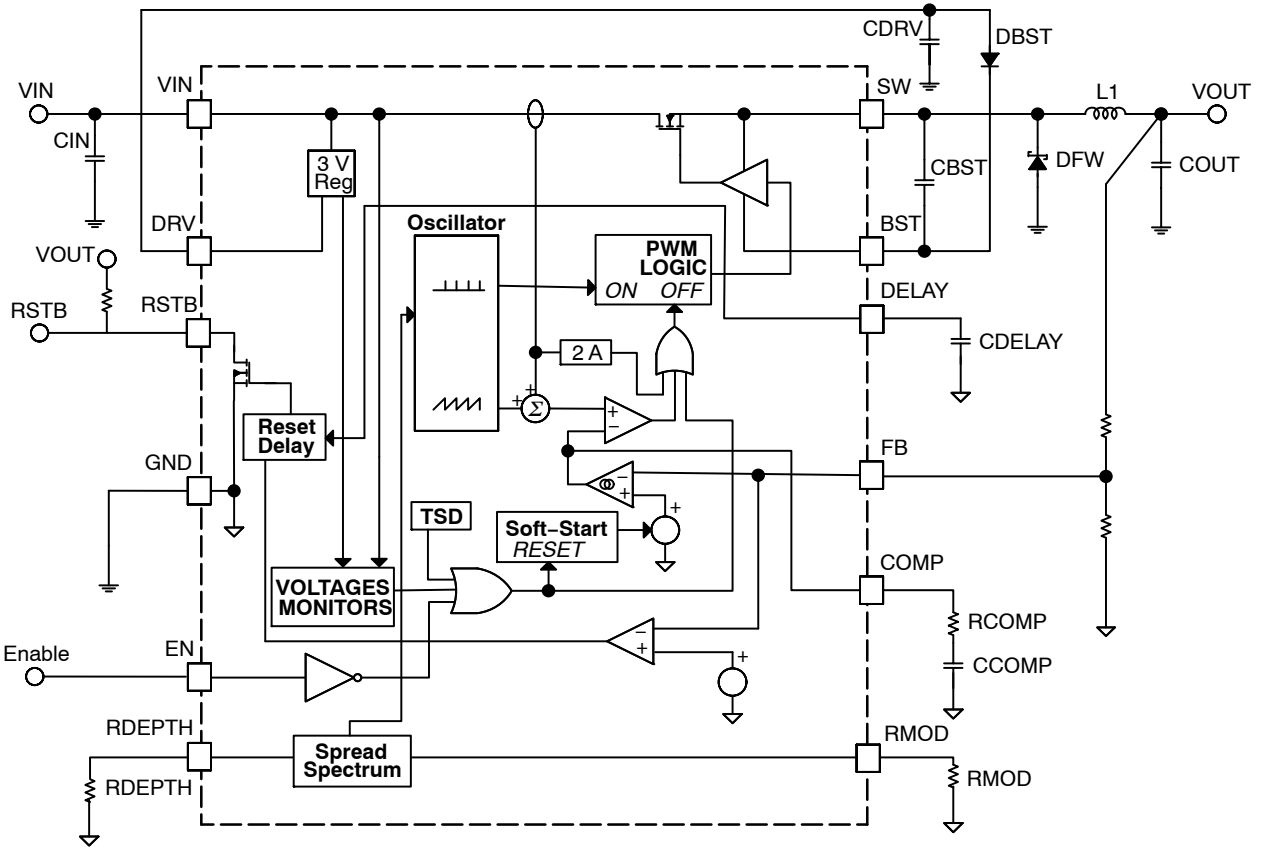 CDRV
DBST
VIN
VIN
SW
L1
VOUT
CIN
3 V
Reg
CBST
DFW
COUT
DRV
Oscillator
BST
VOUT
PWM
LOGIC
ON OFF
RSTB
RSTB
DELAY
CDELAY
2 A
+
+
Σ
+
−
Reset
Delay
GND
FB
−
+
TSD
Soft−Start
RESET
+
VOLTAGES
MONITORS
COMP
RCOMP
CCOMP
−
+
+
Enable
EN
RDEPTH
RDEPTH
Spread
Spectrum
RMOD
RMOD